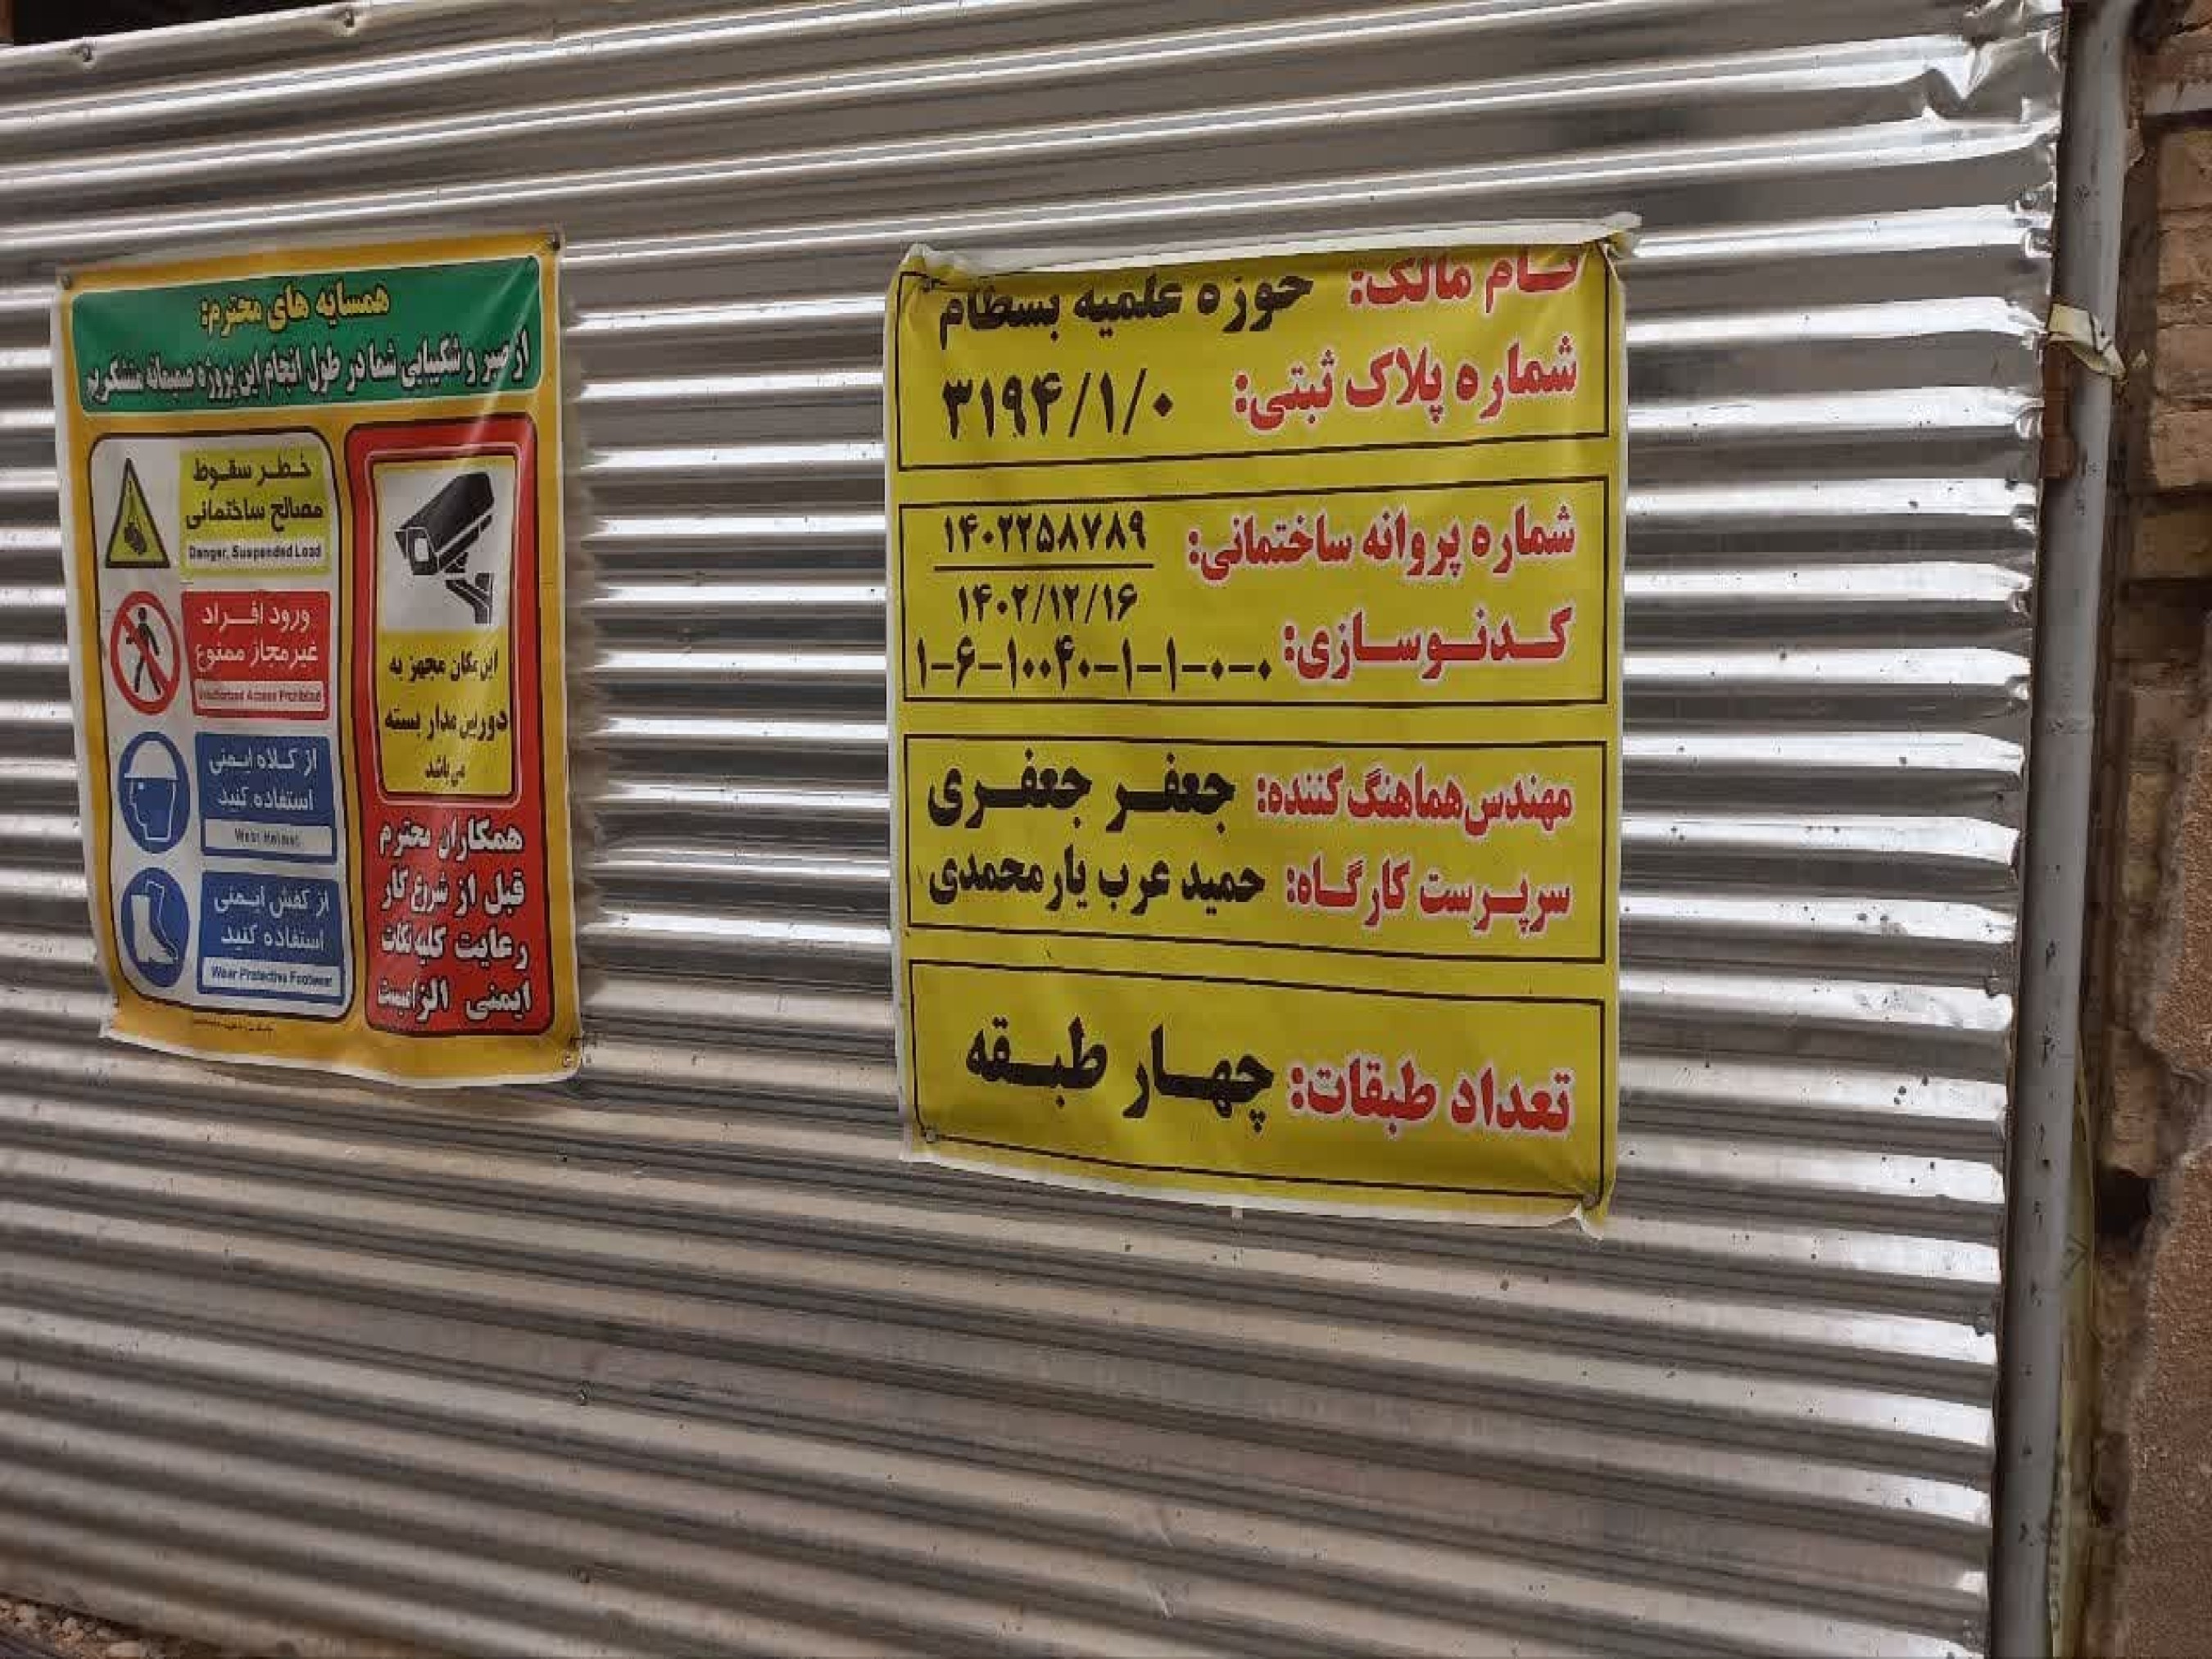 نام مالک: حوزه علمیه بسطام
شماره پلاک ثبتی: ۳۱۹۴/۱/۰
شماره پروانه ساختمانی: ۱۴۰۲۲۵۸۷۸۹
۱۴۰۲/۱۲/۱۶
کدنوسازی: ۱-۶-۱۰۰۴۰-۱-۱-۰-۰
مهندس هماهنگ کننده: جعفر جعفری
سرپرست کارگاه: حمید عرب یارمحمدی
تعداد طبقات: چهار طبقه
همسایه های محترم:
از صبر و شکیبایی شما در طول انجام این پروژه صمیمانه متشکریم
خطر سقوط
مصالح ساختمانی
Danger, Suspended Load
ورود افراد
غیر مجاز ممنوع
Unauthorized Access Prohibited
از کلاه ایمنی
استفاده کنید
Wear Helmet
از کفش ایمنی
استفاده کنید
Wear Protective Footwear
این مکان مجهز به
دوربین مدار بسته
می باشد
همکاران محترم
قبل از شروع کار
رعایت کلیه نکات
ایمنی الزامیست